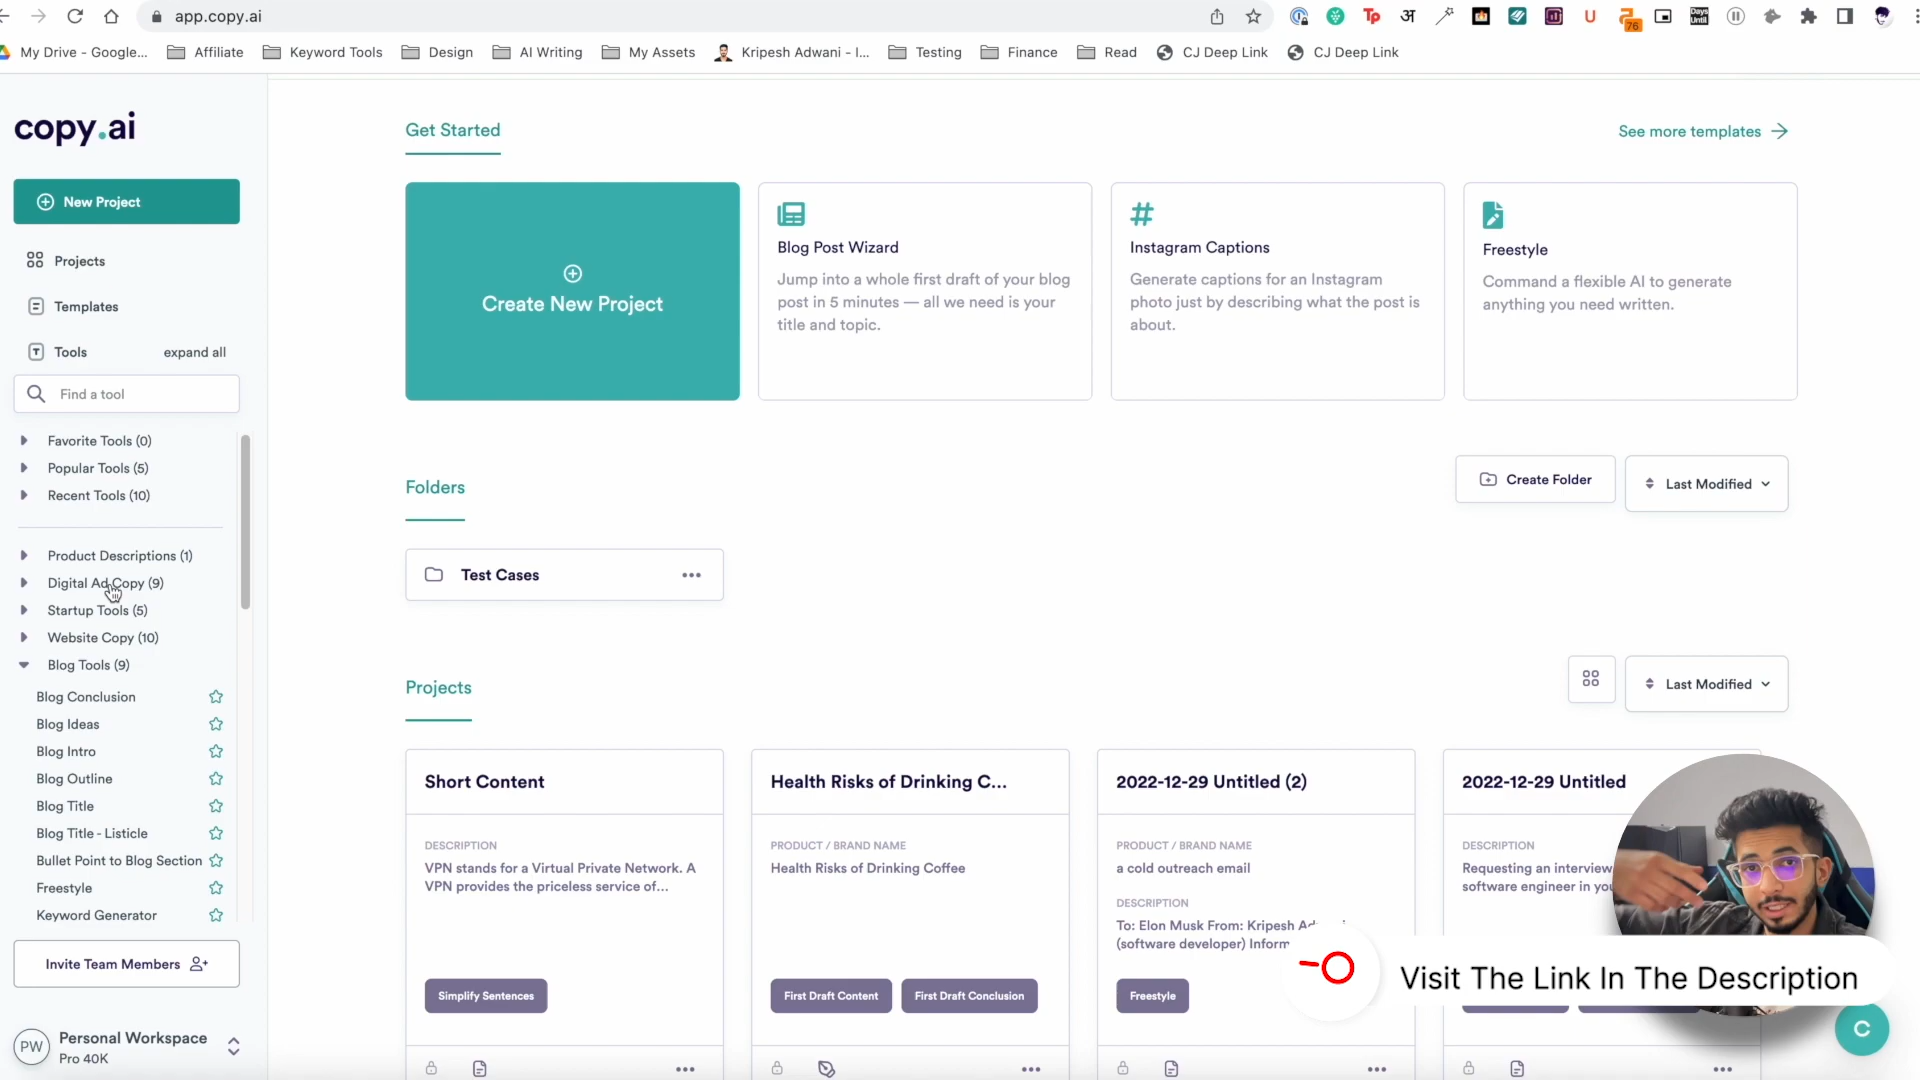 app.copy.ai
76
Days Until
My Drive - Google...
Affiliate
Keyword Tools
Design
AI Writing
My Assets
Kripesh Adwani - I...
Testing
Finance
Read
CJ Deep Link
CJ Deep Link
copy.ai
New Project
Projects
Templates
Tools
expand all
Find a tool
Favorite Tools (0)
Popular Tools (5)
Recent Tools (10)
Product Descriptions (1)
Digital Ad Copy (9)
Startup Tools (5)
Website Copy (10)
Blog Tools (9)
Blog Conclusion
Blog Ideas
Blog Intro
Blog Outline
Blog Title
Blog Title - Listicle
Bullet Point to Blog Section
Freestyle
Keyword Generator
Invite Team Members
PW
Personal Workspace
Pro 40K
Get Started
See more templates
Create New Project
Blog Post Wizard
Jump into a whole first draft of your blog
post in 5 minutes — all we need is your
title and topic.
Instagram Captions
Generate captions for an Instagram
photo just by describing what the post is
about.
Freestyle
Command a flexible AI to generate
anything you need written.
Folders
Create Folder
Last Modified
Test Cases
Projects
Last Modified
Short Content
DESCRIPTION
VPN stands for a Virtual Private Network. A
VPN provides the priceless service of...
Simplify Sentences
Health Risks of Drinking C...
PRODUCT / BRAND NAME
Health Risks of Drinking Coffee
First Draft Content
First Draft Conclusion
2022-12-29 Untitled (2)
PRODUCT / BRAND NAME
a cold outreach email
DESCRIPTION
To: Elon Musk From: Kripesh
(software developer)
Freestyle
2022-12-29 Untitled
DESCRIPTION
Requesting an interview
software engineer in
Visit The Link In The Description
C